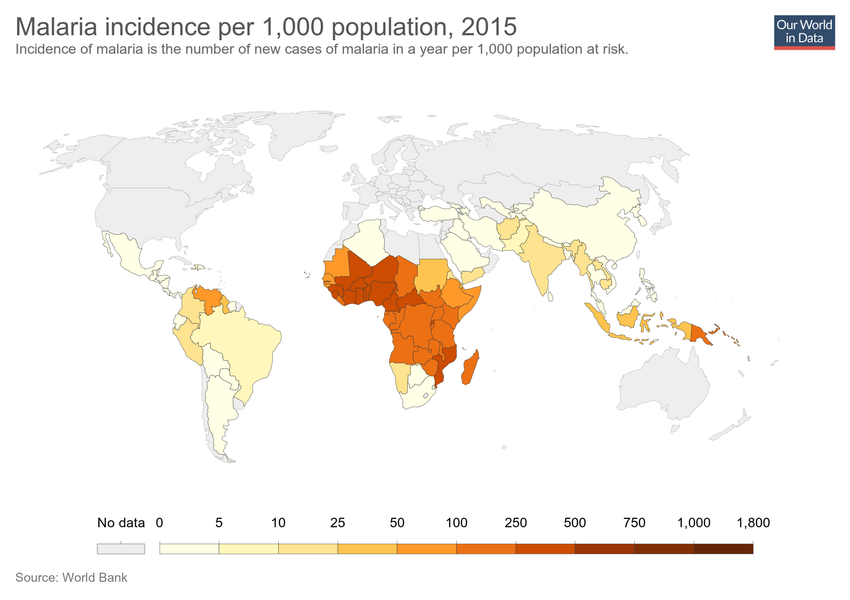 Malaria incidence per 1,000 population, 2015
Incidence of malaria is the number of new cases of malaria in a year per 1,000 population at risk.
Our World
in Data
No data 0 5 10 25 50 100 250 500 750 1,000 1,800
Source: World Bank